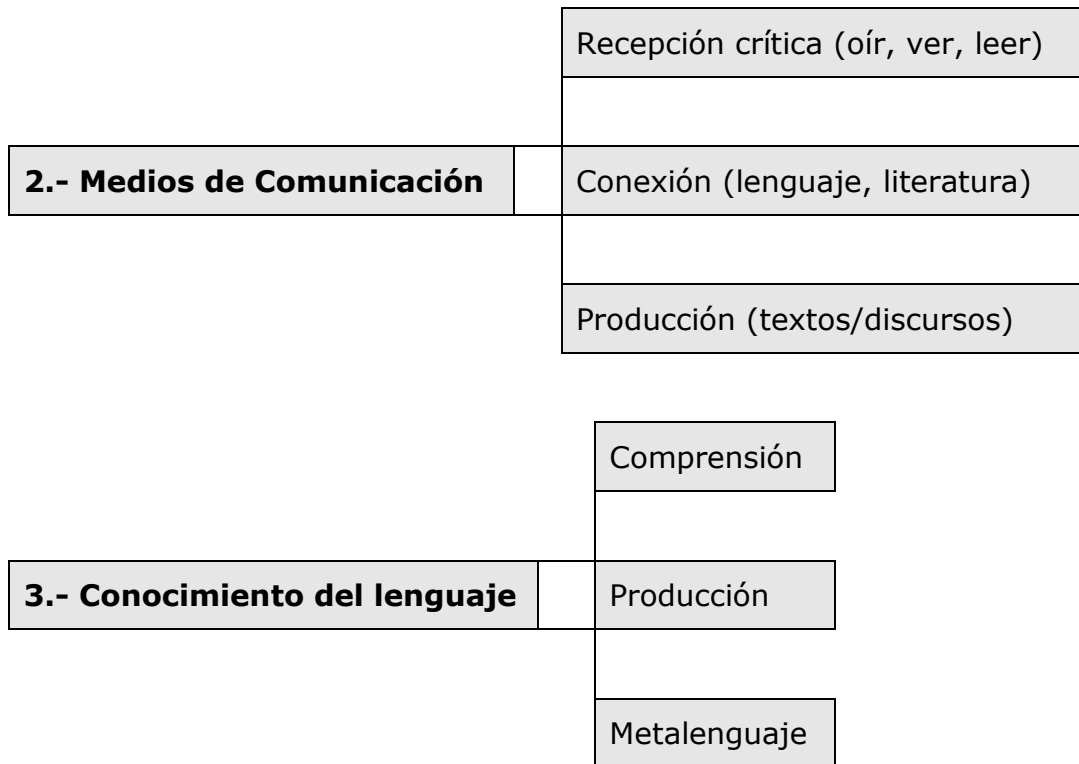 Recepción crítica (oír, ver, leer)
2.- Medios de Comunicación
Conexión (lenguaje, literatura)
Producción (textos/discursos)
Comprensión
3.- Conocimiento del lenguaje
Producción
Metalenguaje